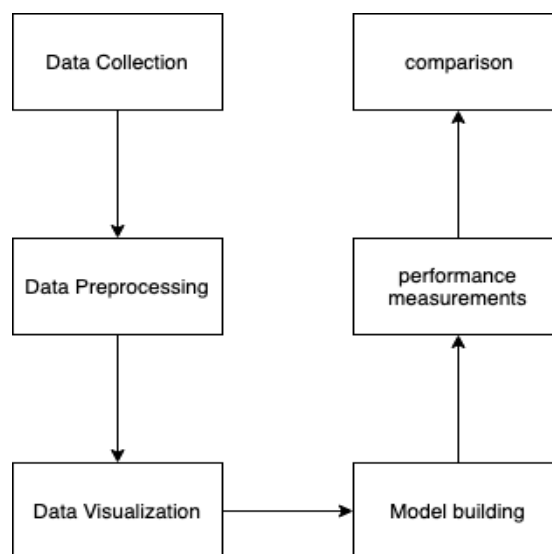 Data Collection
comparison
Data Preprocessing
performance
measurements
Data Visualization
Model building